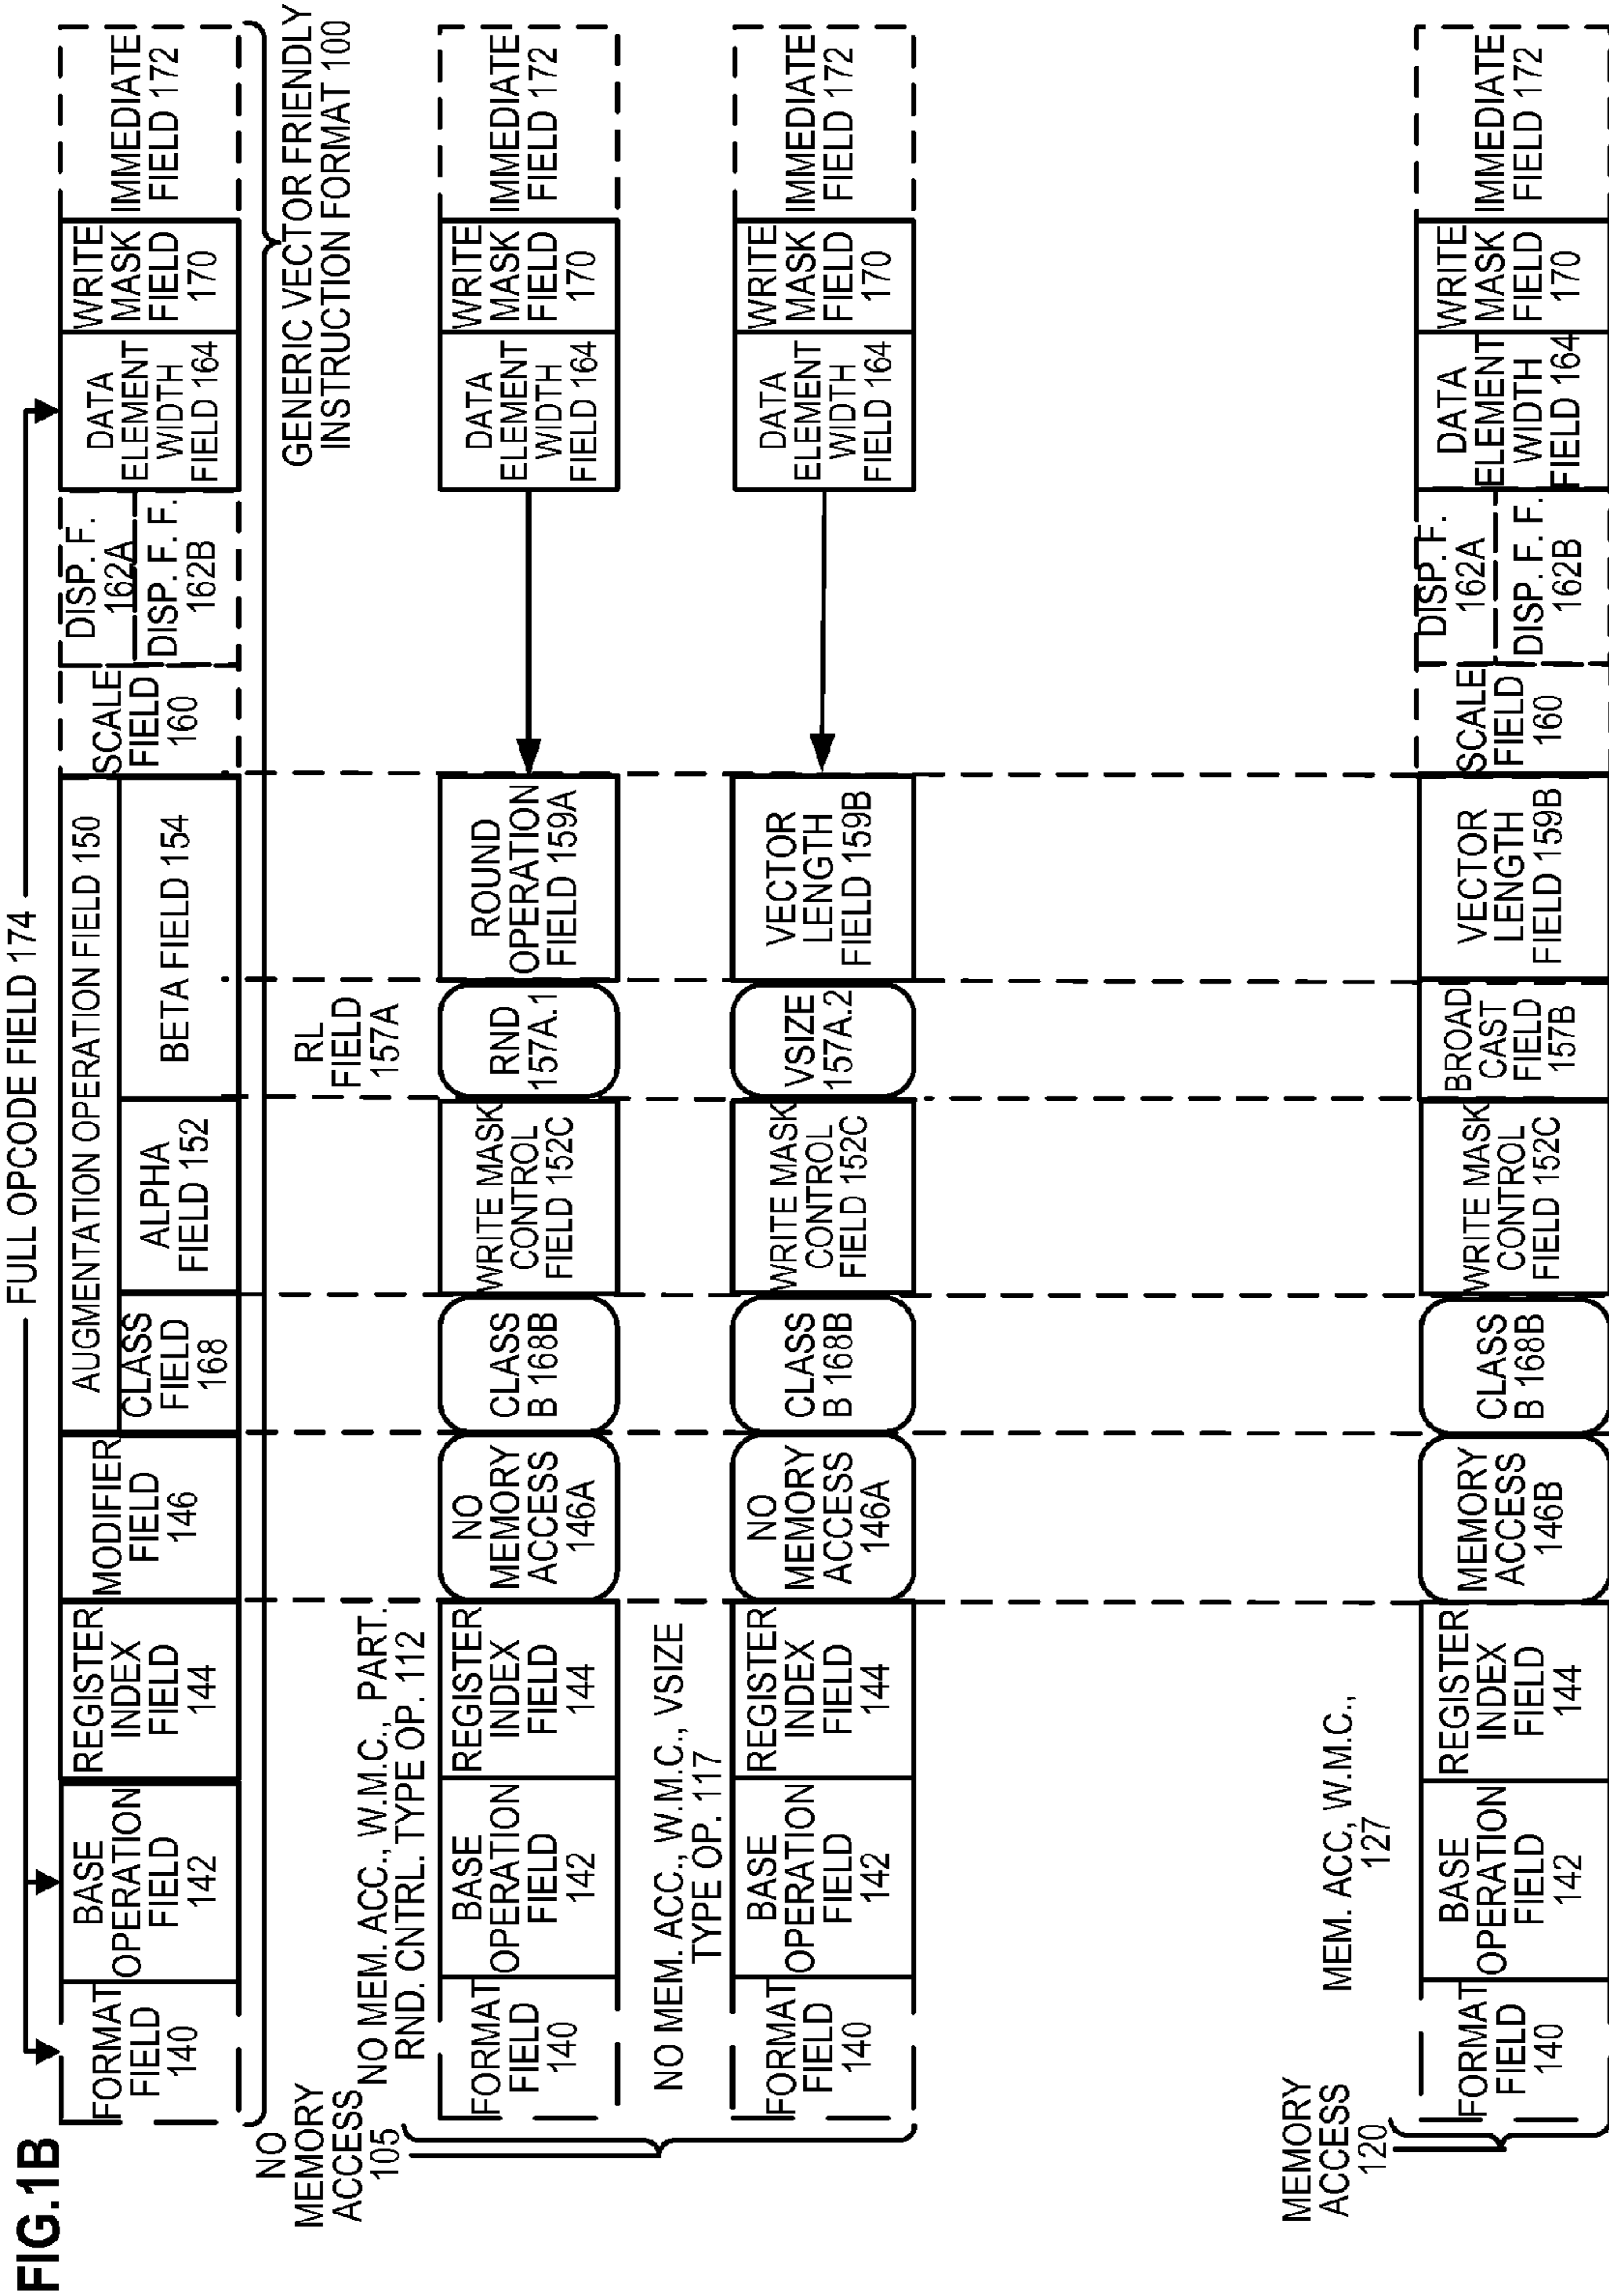 FIG.1B
FULL OPCODE FIELD 174
FORMAT
FIELD
140
BASE
OPERATION
FIELD
142
REGISTER
INDEX
FIELD
144
MODIFIER
FIELD
146
AUGMENTATION OPERATION FIELD 150
CLASS
FIELD
168
ALPHA
FIELD 152
BETA FIELD 154
SCALE
FIELD
160
DISP. F.
162A
DISP. F. F.
162B
DATA
ELEMENT
WIDTH
FIELD 164
WRITE
MASK
FIELD
170
IMMEDIATE
FIELD 172
GENERIC VECTOR FRIENDLY
INSTRUCTION FORMAT 100
NO
MEMORY
ACCESS
105
NO MEM. ACC., W.M.C., PART.
RND. CNTRL. TYPE OP. 112
RL
FIELD
157A
FORMAT
FIELD
140
BASE
OPERATION
FIELD
142
REGISTER
INDEX
FIELD
144
NO
MEMORY
ACCESS
146A
CLASS
B 168B
WRITE MASK
CONTROL
FIELD 152C
RND
157A.1
ROUND
OPERATION
FIELD 159A
DATA
ELEMENT
WIDTH
FIELD 164
WRITE
MASK
FIELD
170
IMMEDIATE
FIELD 172
NO MEM. ACC., W.M.C., VSIZE
TYPE OP. 117
FORMAT
FIELD
140
BASE
OPERATION
FIELD
142
REGISTER
INDEX
FIELD
144
NO
MEMORY
ACCESS
146A
CLASS
B 168B
WRITE MASK
CONTROL
FIELD 152C
VSIZE
157A.2
VECTOR
LENGTH
FIELD 159B
DATA
ELEMENT
WIDTH
FIELD 164
WRITE
MASK
FIELD
170
IMMEDIATE
FIELD 172
MEMORY
ACCESS
120
MEM. ACC, W.M.C.,
127
FORMAT
FIELD
140
BASE
OPERATION
FIELD
142
REGISTER
INDEX
FIELD
144
MEMORY
ACCESS
146B
CLASS
B 168B
WRITE MASK
CONTROL
FIELD 152C
BROAD
CAST
FIELD
157B
VECTOR
LENGTH
FIELD 159B
SCALE
FIELD
160
DISP. F.
162A
DISP. F. F.
162B
DATA
ELEMENT
WIDTH
FIELD 164
WRITE
MASK
FIELD
170
IMMEDIATE
FIELD 172